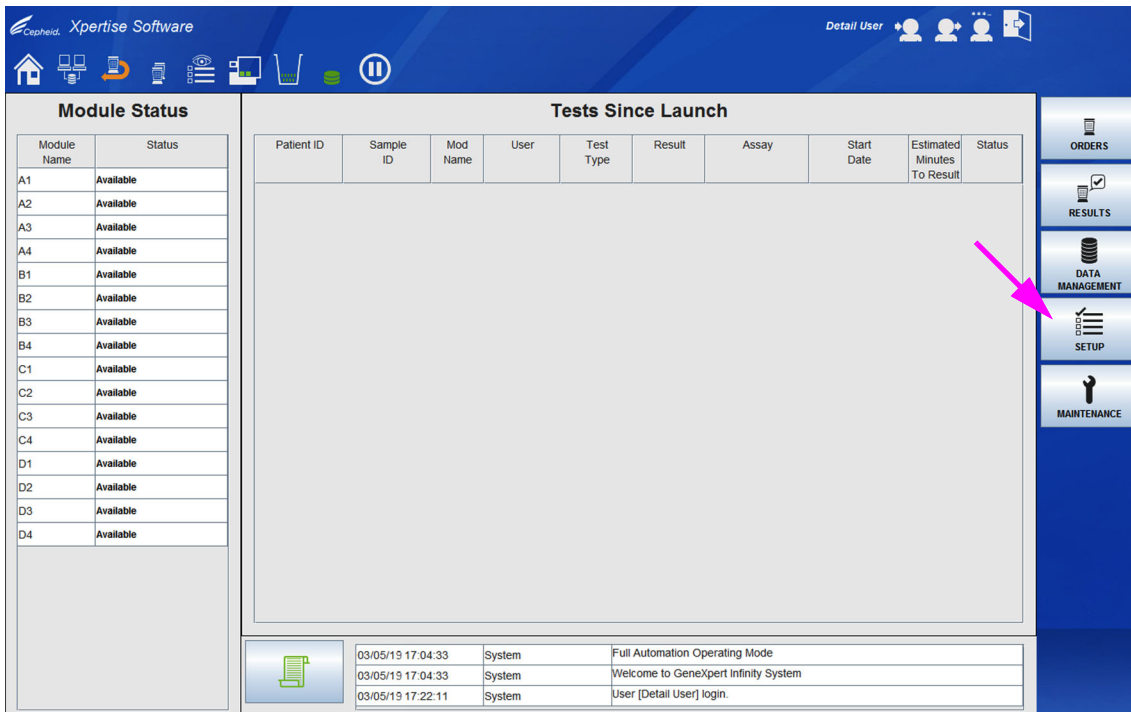 Cepheid. Xpertise Software
Detail User
Module Status
Module Name Status
A1 Available
A2 Available
A3 Available
A4 Available
B1 Available
B2 Available
B3 Available
B4 Available
C1 Available
C2 Available
C3 Available
C4 Available
D1 Available
D2 Available
D3 Available
D4 Available
Tests Since Launch
Patient ID Sample ID Mod Name User Test Type Result Assay Start Date Estimated Minutes To Result Status
03/05/19 17:04:33 System Full Automation Operating Mode
03/05/19 17:04:33 System Welcome to GeneXpert Infinity System
03/05/19 17:22:11 System User [Detail User] login.
ORDERS
RESULTS
DATA
MANAGEMENT
SETUP
MAINTENANCE